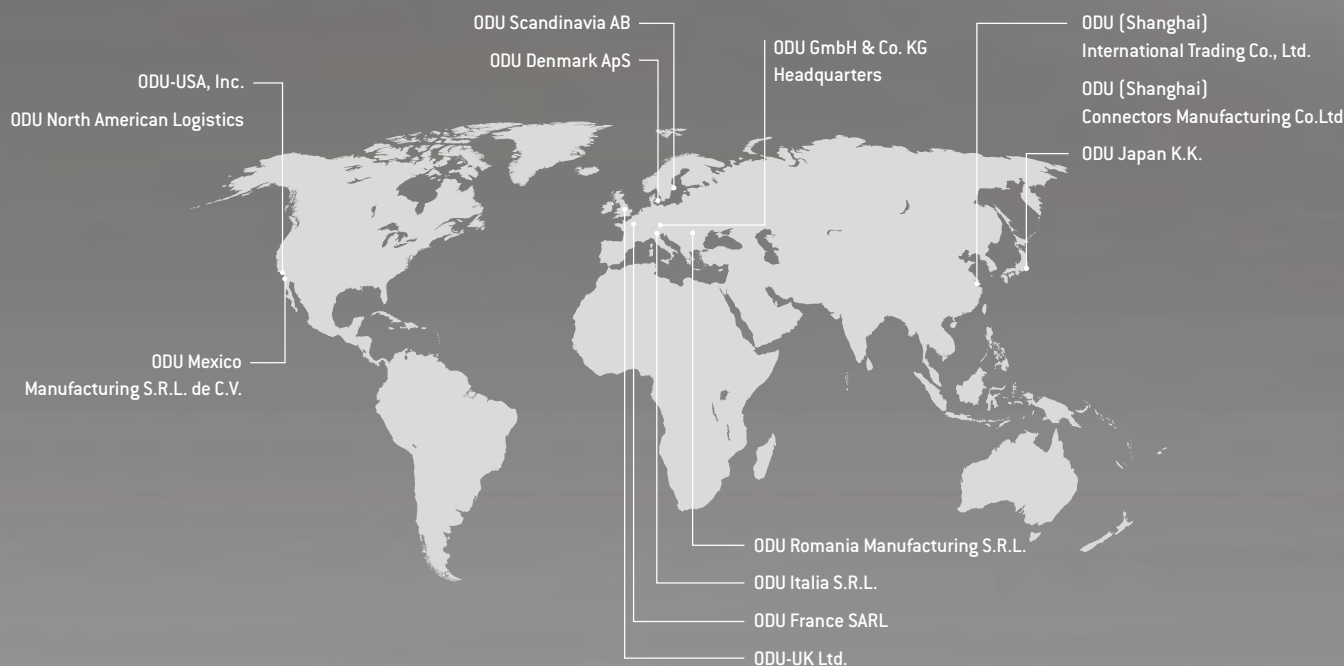 ODU Scandinavia AB
ODU Denmark ApS
ODU GmbH & Co. KG
Headquarters
ODU (Shanghai)
International Trading Co., Ltd.
ODU (Shanghai)
Connectors Manufacturing Co.Ltd
ODU Japan K.K.
ODU-USA, Inc.
ODU North American Logistics
ODU Mexico
Manufacturing S.R.L. de C.V.
ODU Romania Manufacturing S.R.L.
ODU Italia S.R.L.
ODU France SARL
ODU-UK Ltd.